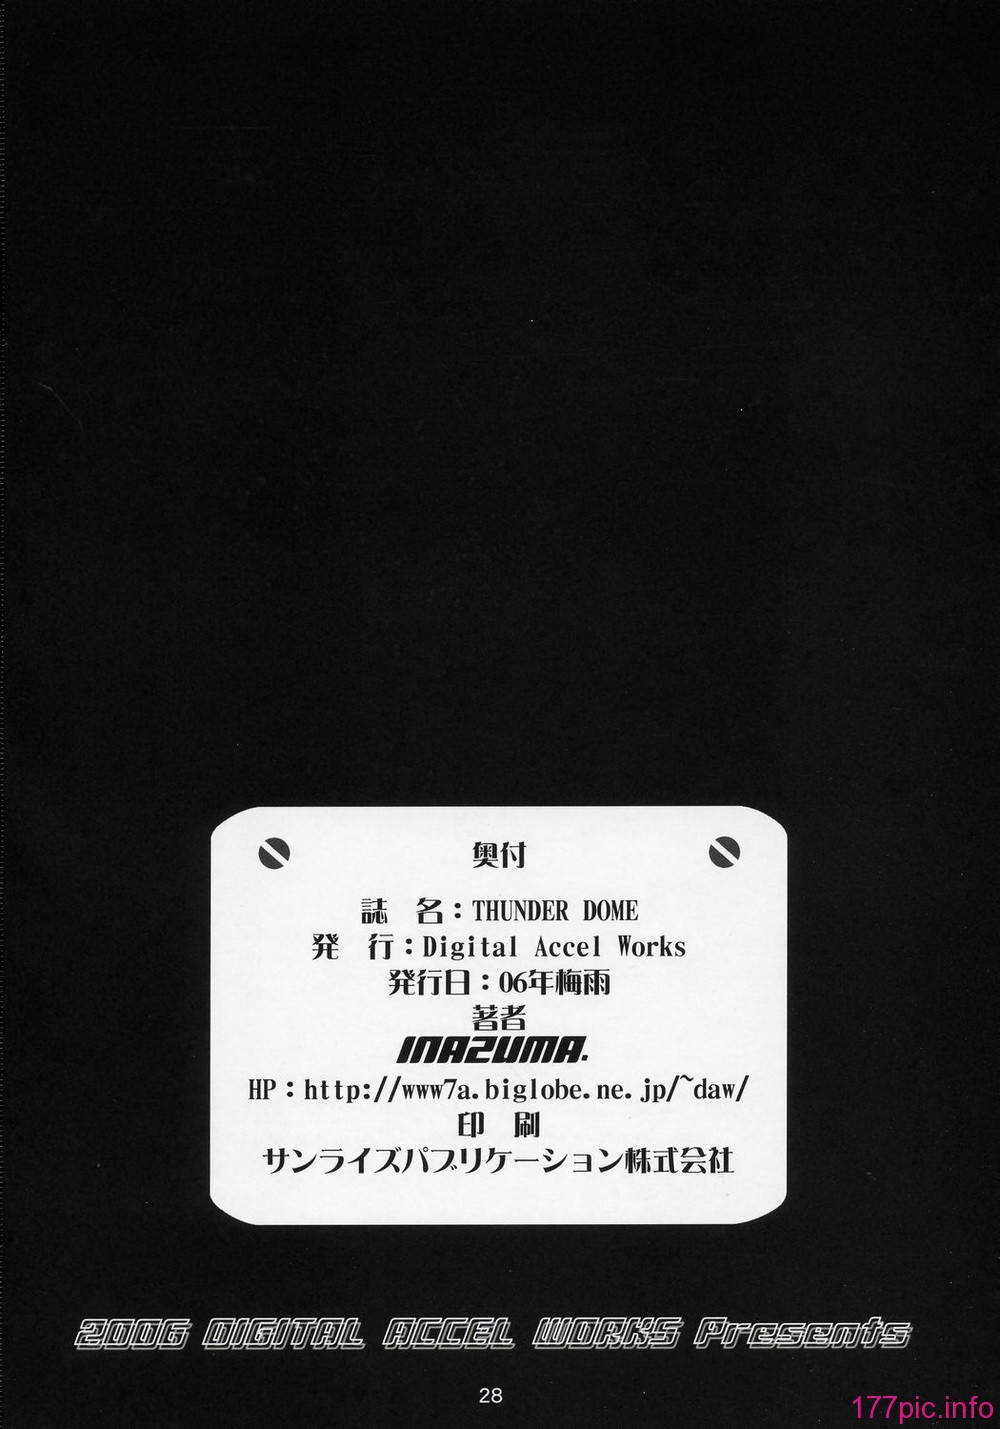 奥付
誌　名：THUNDER DOME
発　行：Digital Accel Works
発行日：06年梅雨
著者
INAZUMA.
HP：http://www7a.biglobe.ne.jp/~daw/
印　刷
サンライズパブリケーション株式会社
2006 DIGITAL ACCEL WORKS Presents
28
177pic.info